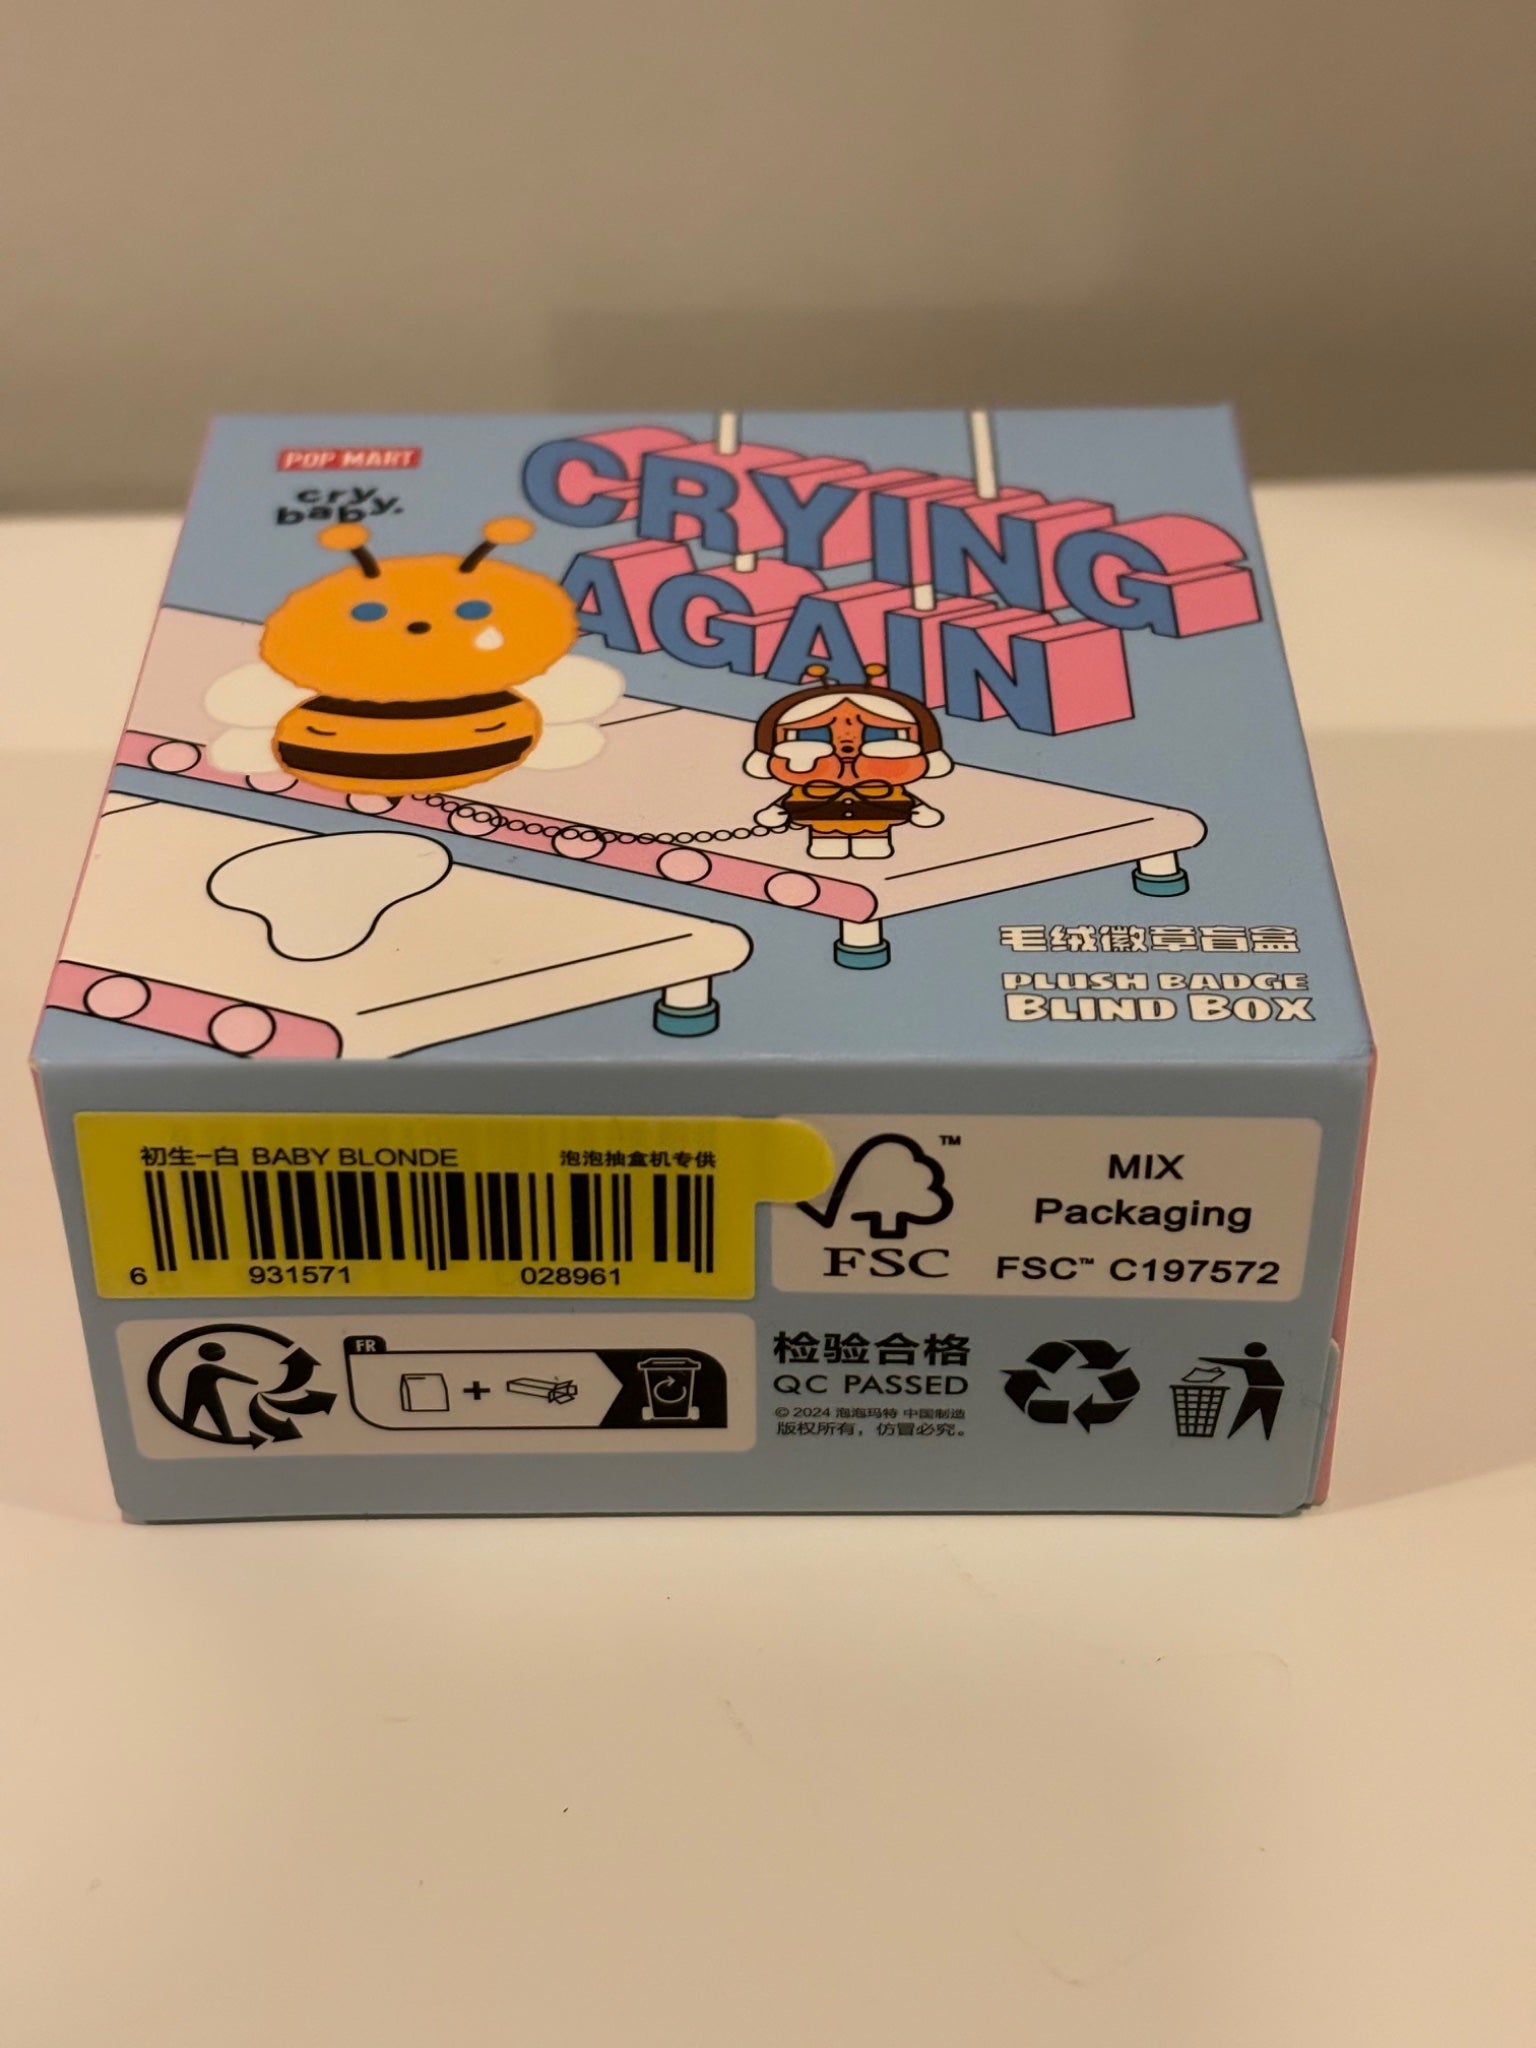 POP MART
cry
baby.
CRYING
AGAIN
毛绒徽章盲盒
PLUSH BADGE
BLIND BOX
初生-白 BABY BLONDE 泡泡抽盒机专供
6 931571 028961
TM
FSC
MIX
Packaging
FSC™ C197572
FR
检验合格
QC PASSED
© 2024 泡泡玛特 中国制造
版权所有，仿冒必究。